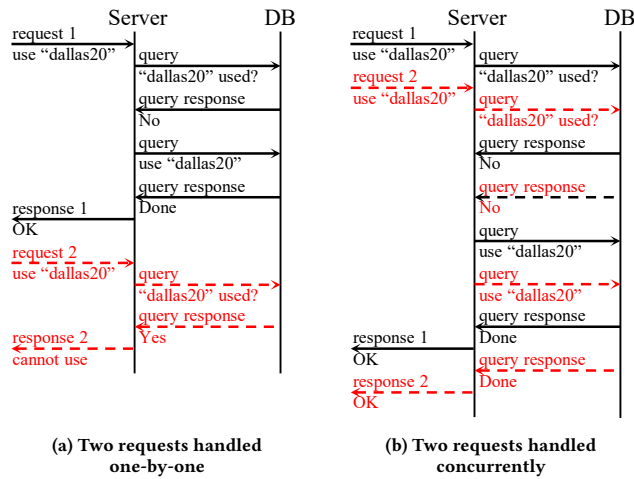 Server
DB
request 1
use “dallas20”
query
“dallas20” used?
query response
No
query
use “dallas20”
query response
Done
response 1
OK
request 2
use “dallas20”
query
“dallas20” used?
query response
Yes
response 2
cannot use
(a) Two requests handled
one-by-one
Server
DB
request 1
use “dallas20”
query
“dallas20” used?
request 2
use “dallas20”
query
“dallas20” used?
query response
No
query response
No
query
use “dallas20”
query
use “dallas20”
query response
Done
response 1
OK
query response
Done
response 2
OK
(b) Two requests handled
concurrently